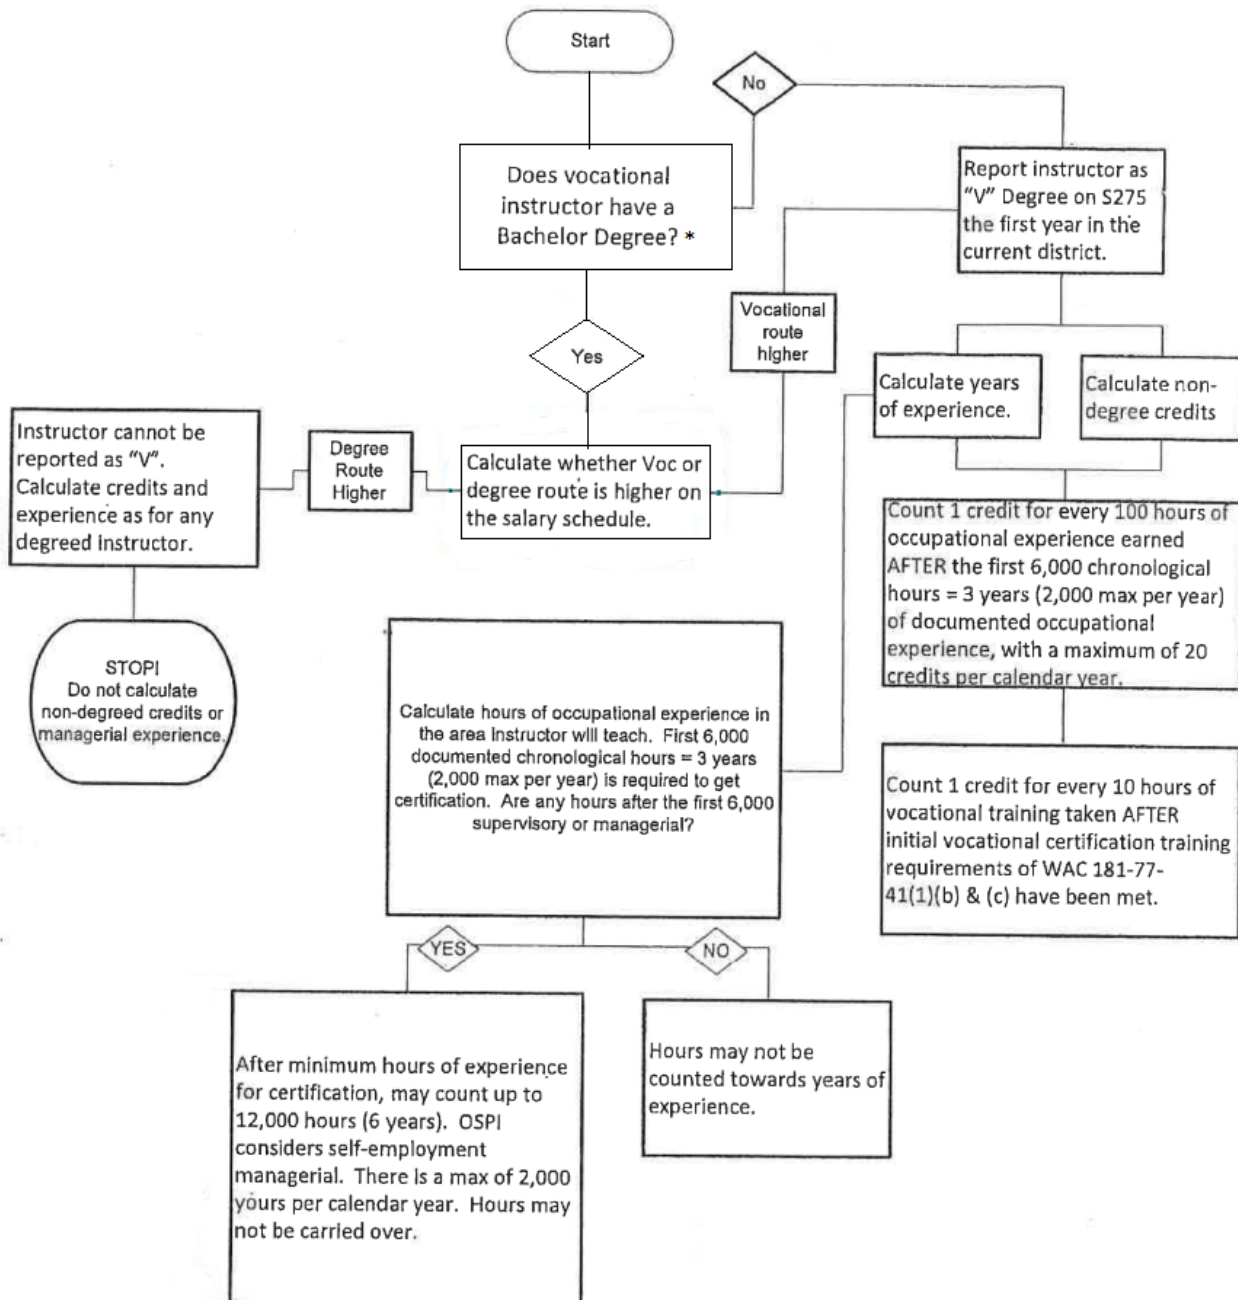 Start
No
Does vocational
instructor have a
Bachelor Degree? *
Report instructor as
"V" Degree on S275
the first year in the
current district.
Vocational
route
higher
Yes
Calculate years
of experience.
Calculate non-
degree credits
Instructor cannot be
reported as "V".
Calculate credits and
experience as for any
degreed instructor.
Degree
Route
Higher
Calculate whether Voc or
degree route is higher on
the salary schedule.
Count 1 credit for every 100 hours of
occupational experience earned
AFTER the first 6,000 chronological
hours = 3 years (2,000 max per year)
of documented occupational
experience, with a maximum of 20
credits per calendar year.
STOPI
Do not calculate
non-degreed credits or
managerial experience.
Calculate hours of occupational experience in
the area Instructor will teach. First 6,000
documented chronological hours = 3 years
(2,000 max per year) is required to get
certification. Are any hours after the first 6,000
supervisory or managerial?
Count 1 credit for every 10 hours of
vocational training taken AFTER
initial vocational certification training
requirements of WAC 181-77-
41(1)(b) & (c) have been met.
YES
NO
After minimum hours of experience
for certification, may count up to
12,000 hours (6 years). OSPI
considers self-employment
managerial. There is a max of 2,000
yours per calendar year. Hours may
not be carried over.
Hours may not be
counted towards years of
experience.